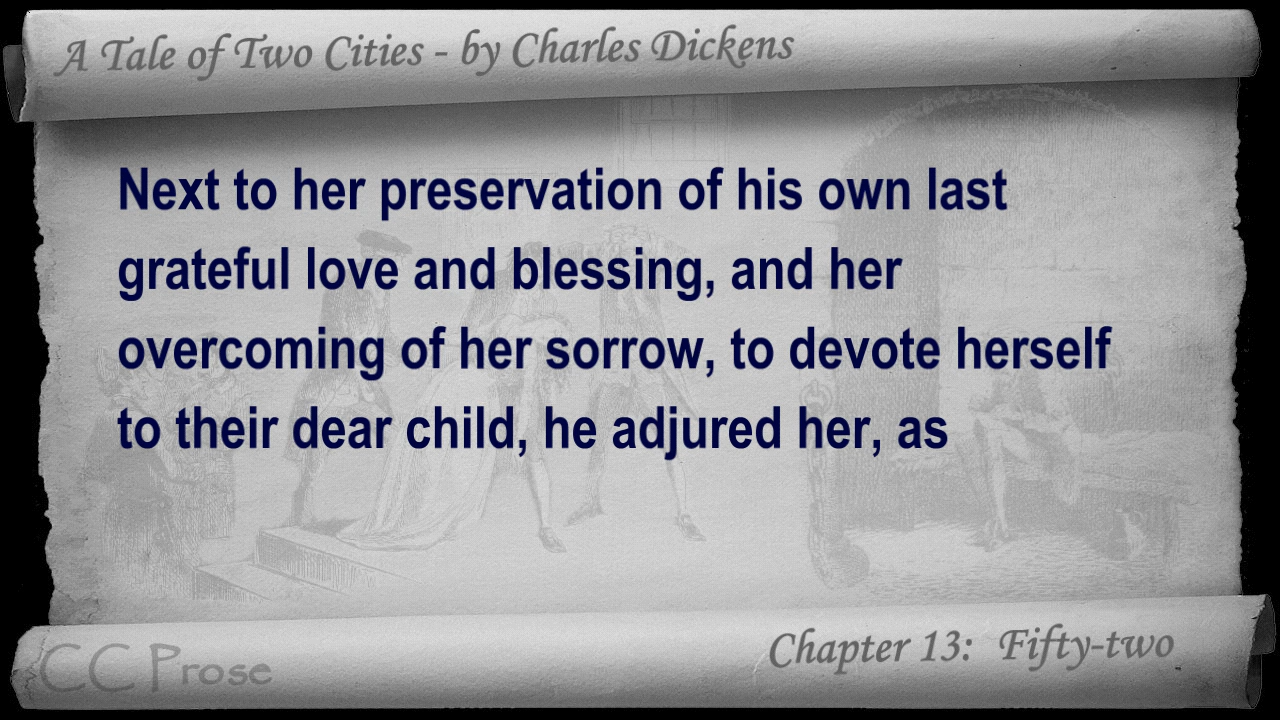 A Tale of Two Cities - by Charles Dickens
Next to her preservation of his own last
grateful love and blessing, and her
overcoming of her sorrow, to devote herself
to their dear child, he adjured her, as
Chapter 13: Fifty-two
CC Prose